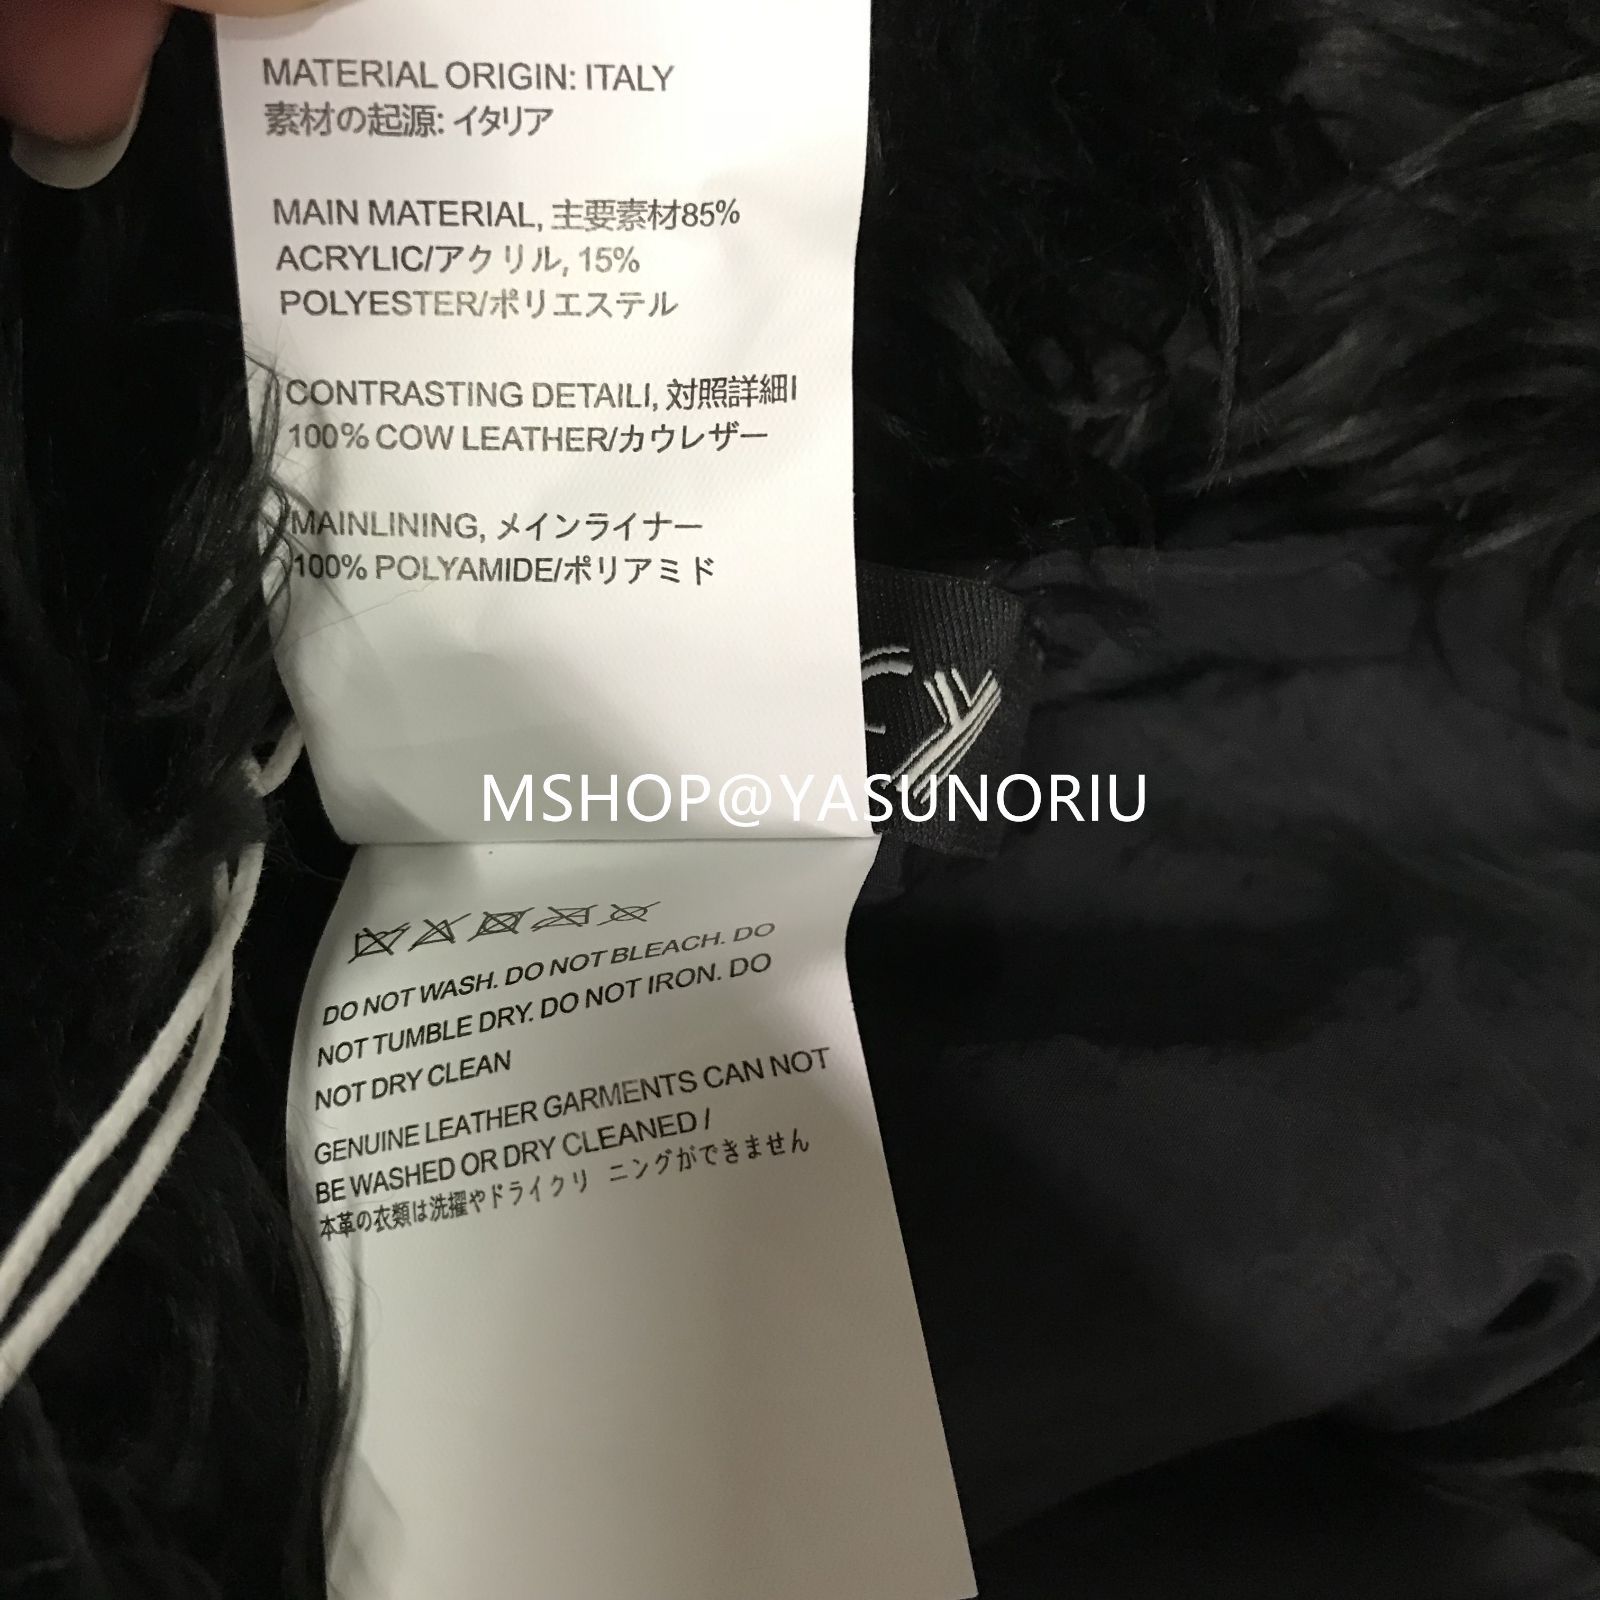 MATERIAL ORIGIN: ITALY
素材の起源: イタリア
MAIN MATERIAL, 主要素材85%
ACRYLIC/アクリル, 15%
POLYESTER/ポリエステル
CONTRASTING DETAILI, 対照詳細I
100% COW LEATHER/カウレザー
MAINLINING, メインライナー
100% POLYAMIDE/ポリアミド
CY
MSHOP@YASUNORIU
DO NOT WASH. DO NOT BLEACH. DO
NOT TUMBLE DRY. DO NOT IRON. DO
NOT DRY CLEAN
GENUINE LEATHER GARMENTS CAN NOT
BE WASHED OR DRY CLEANED /
本革の衣類は洗濯やドライクリ ニングができません